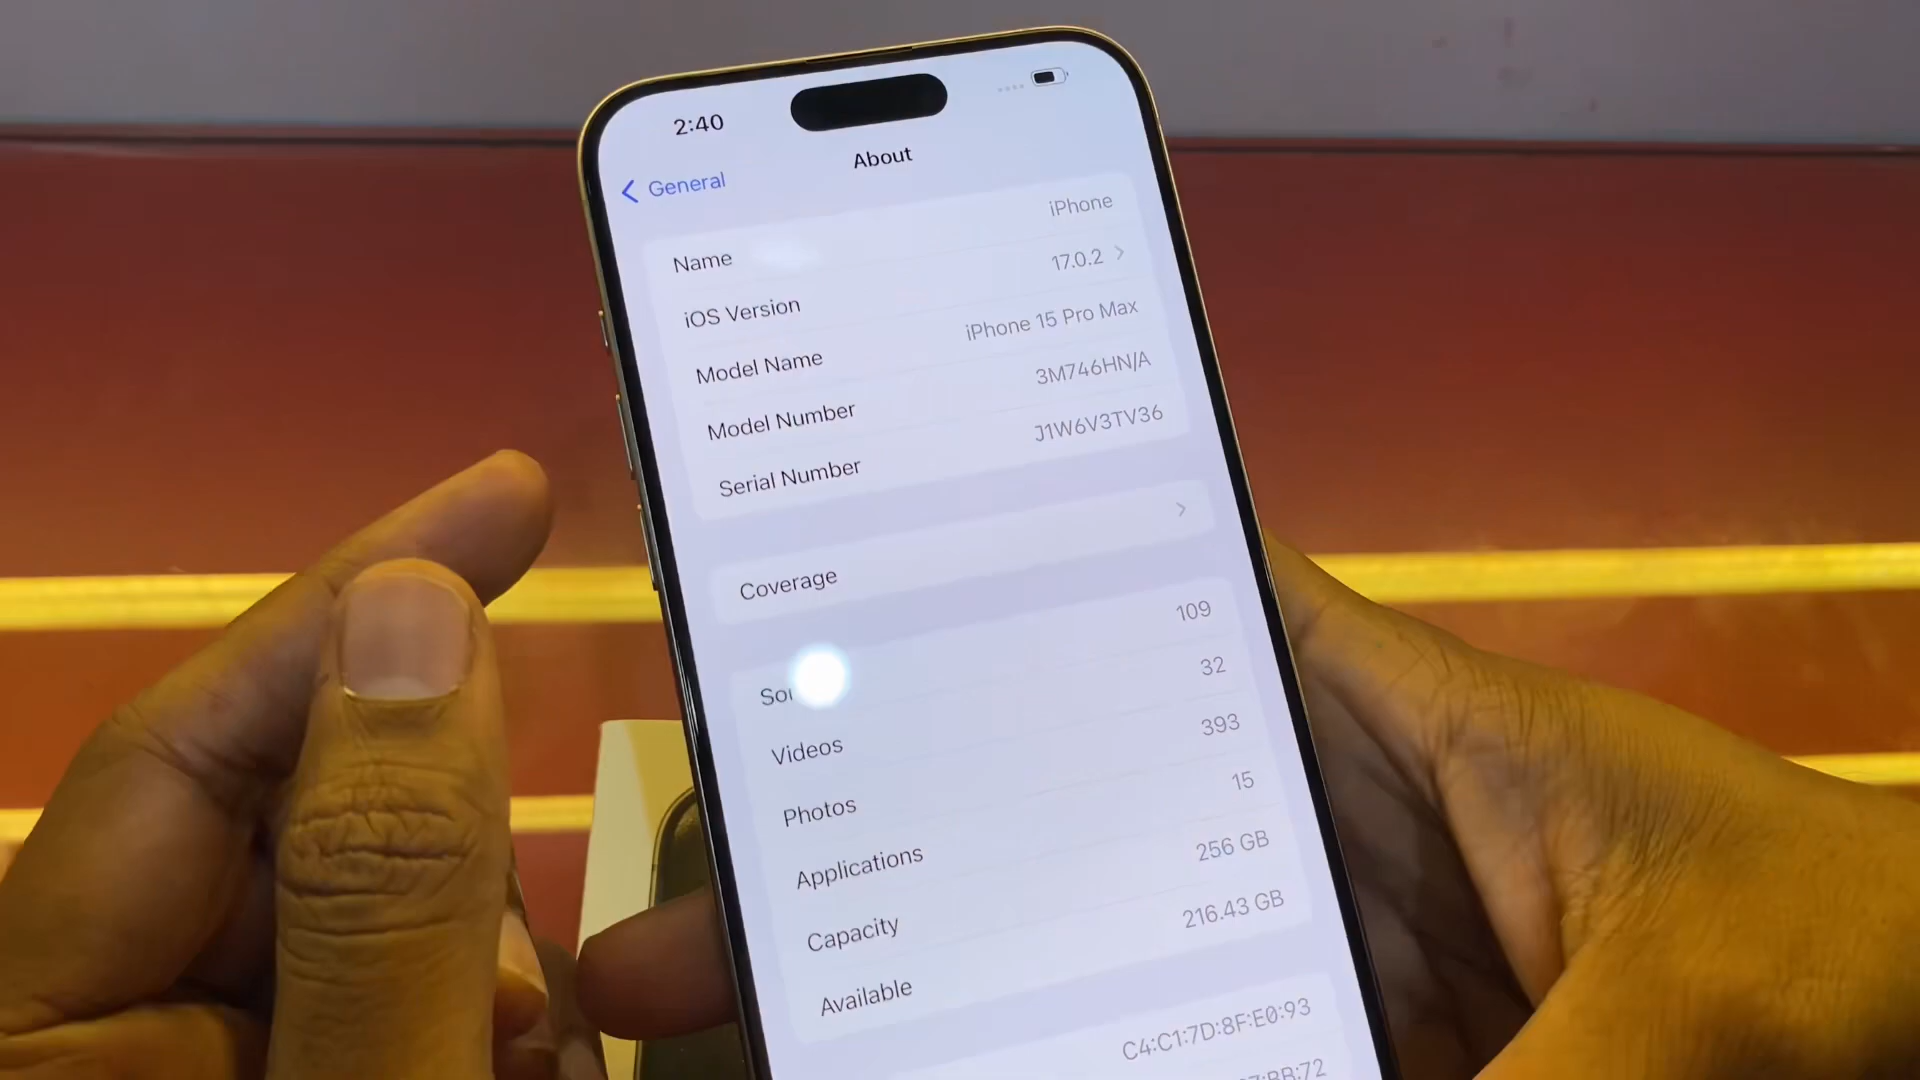 2:40
General
About
Name iPhone
iOS Version 17.0.2
Model Name iPhone 15 Pro Max
Model Number 3M746HN/A
Serial Number J1W6V3TV36
Coverage
109
Videos 32
Photos 393
Applications 15
Capacity 256 GB
Available 216.43 GB
C4:C1:7D:8F:E0:93
:BB:72